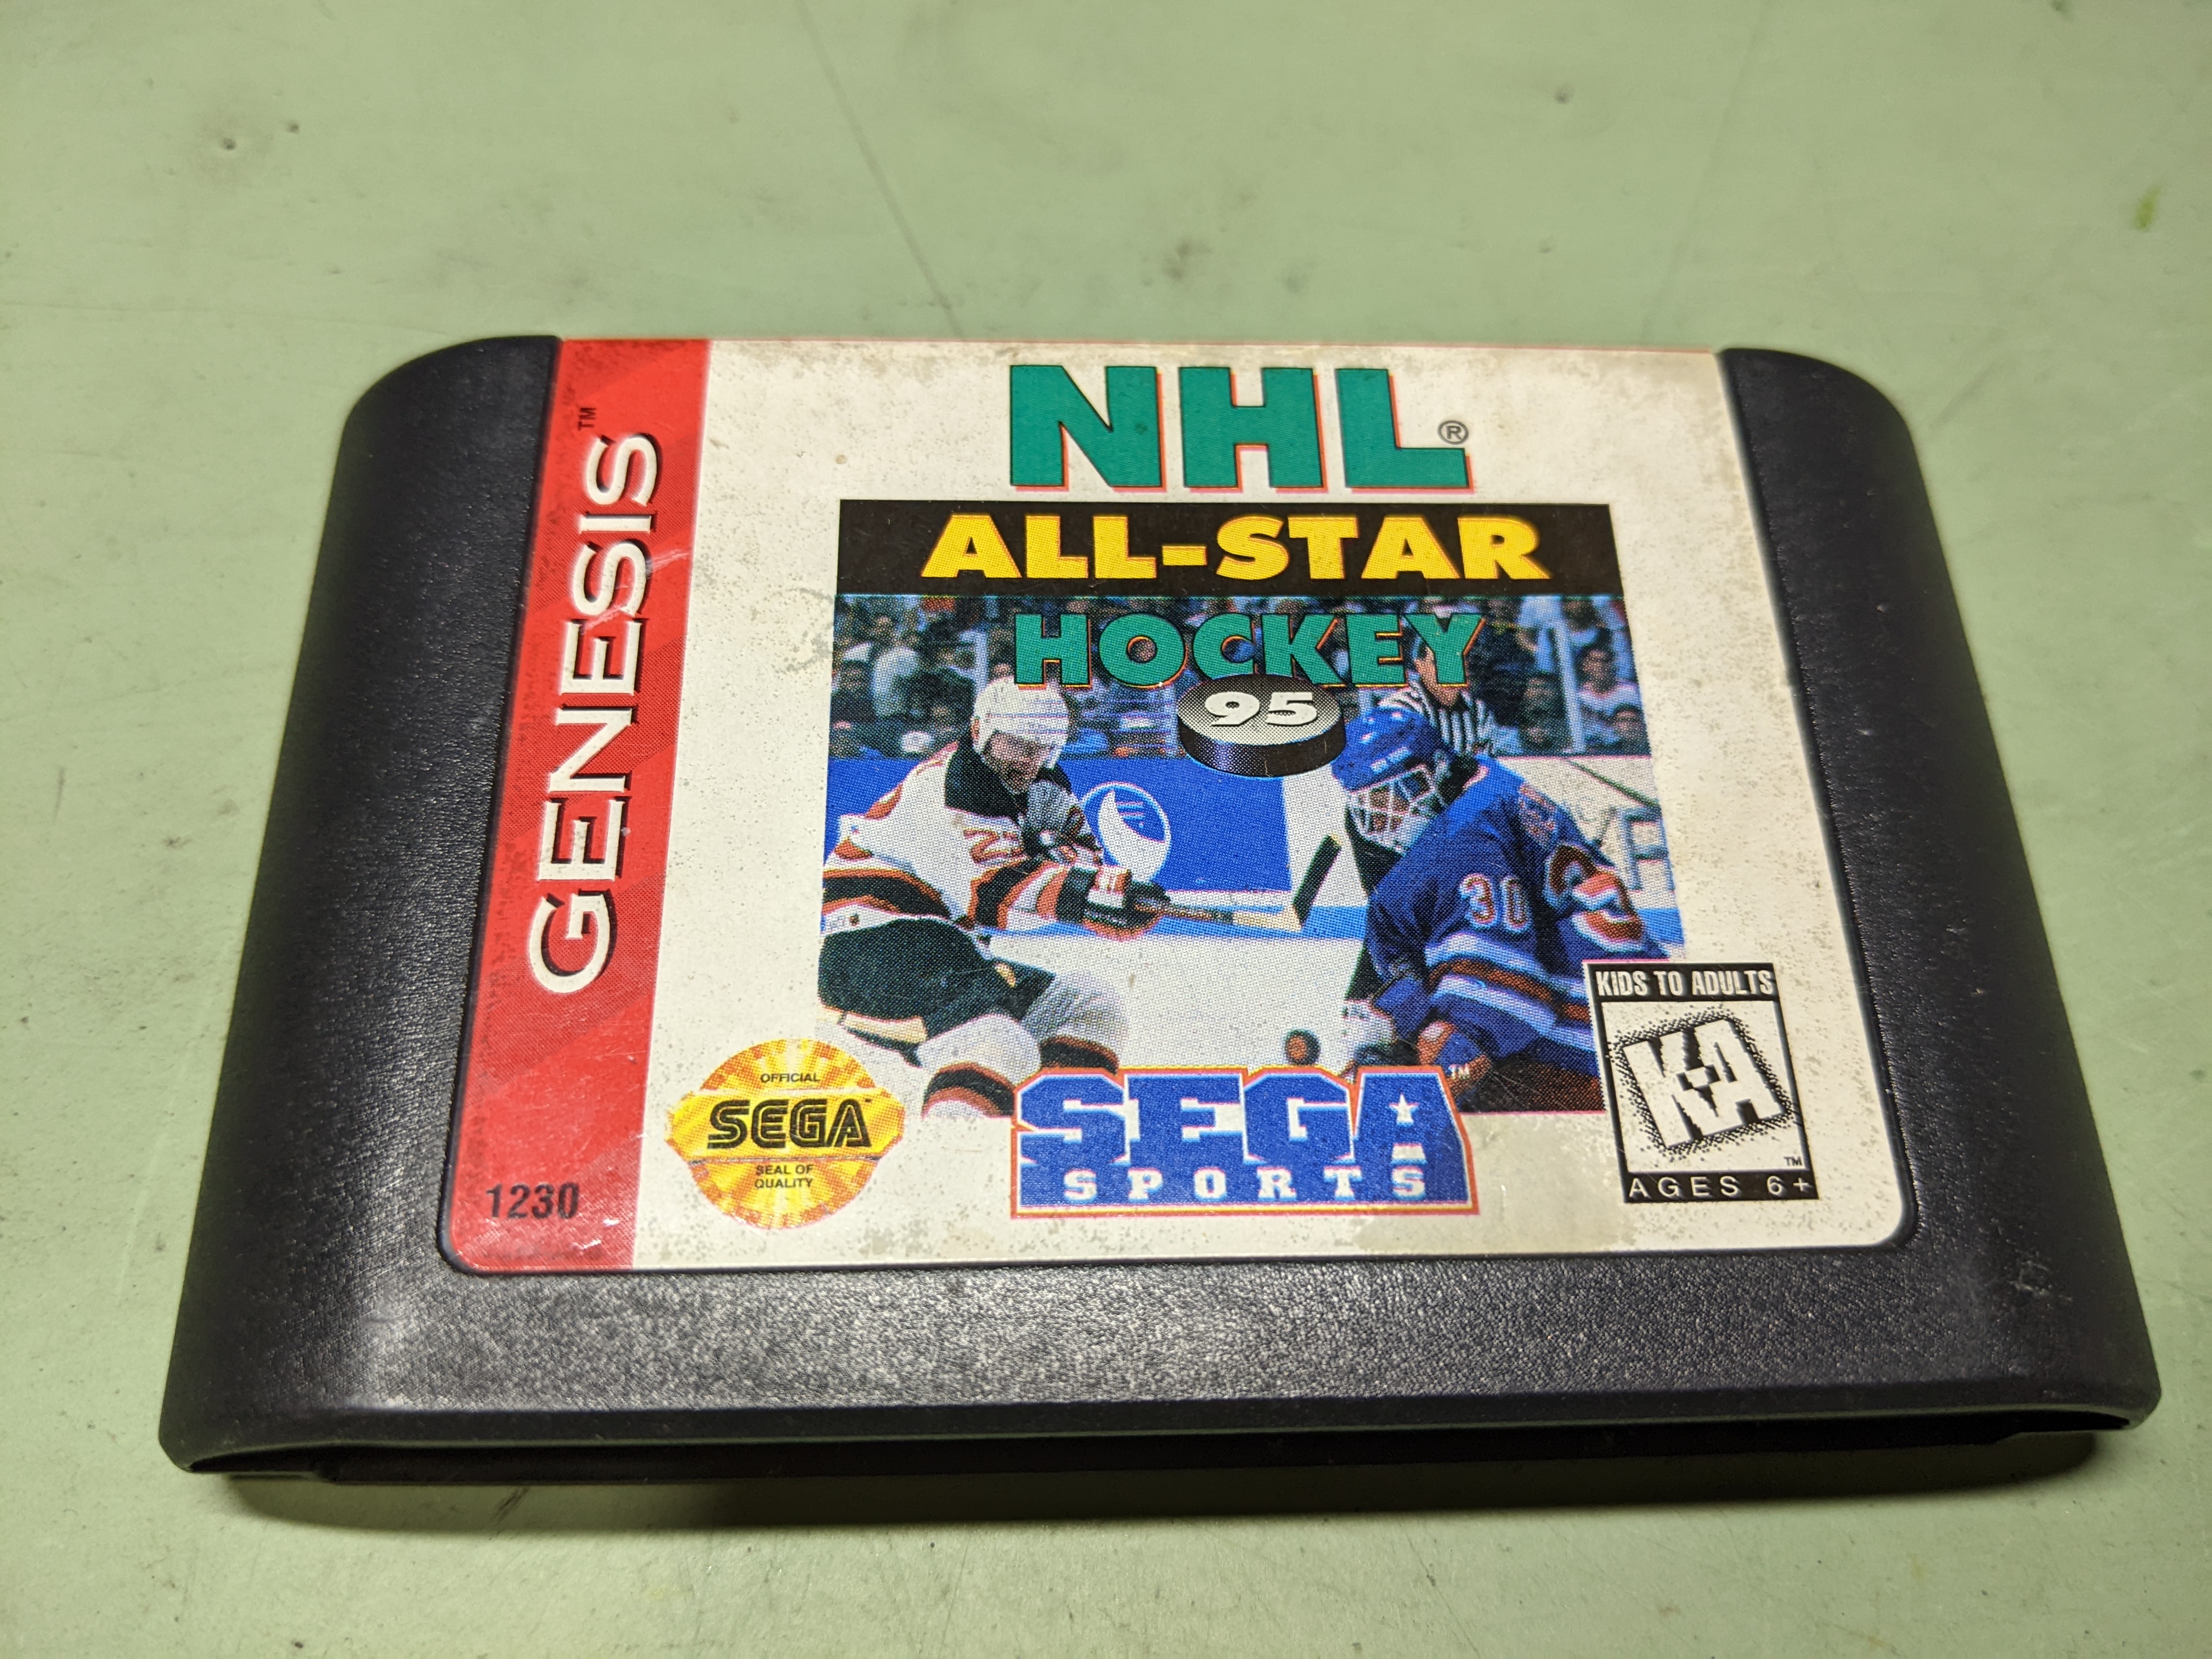 GENESIS™
1230
NHL®
ALL-STAR
HOCKEY
95
30
OFFICIAL
SEGA™
SEAL OF
QUALITY
SEGA™
SPORTS
KIDS TO ADULTS
K-A
™
AGES 6+